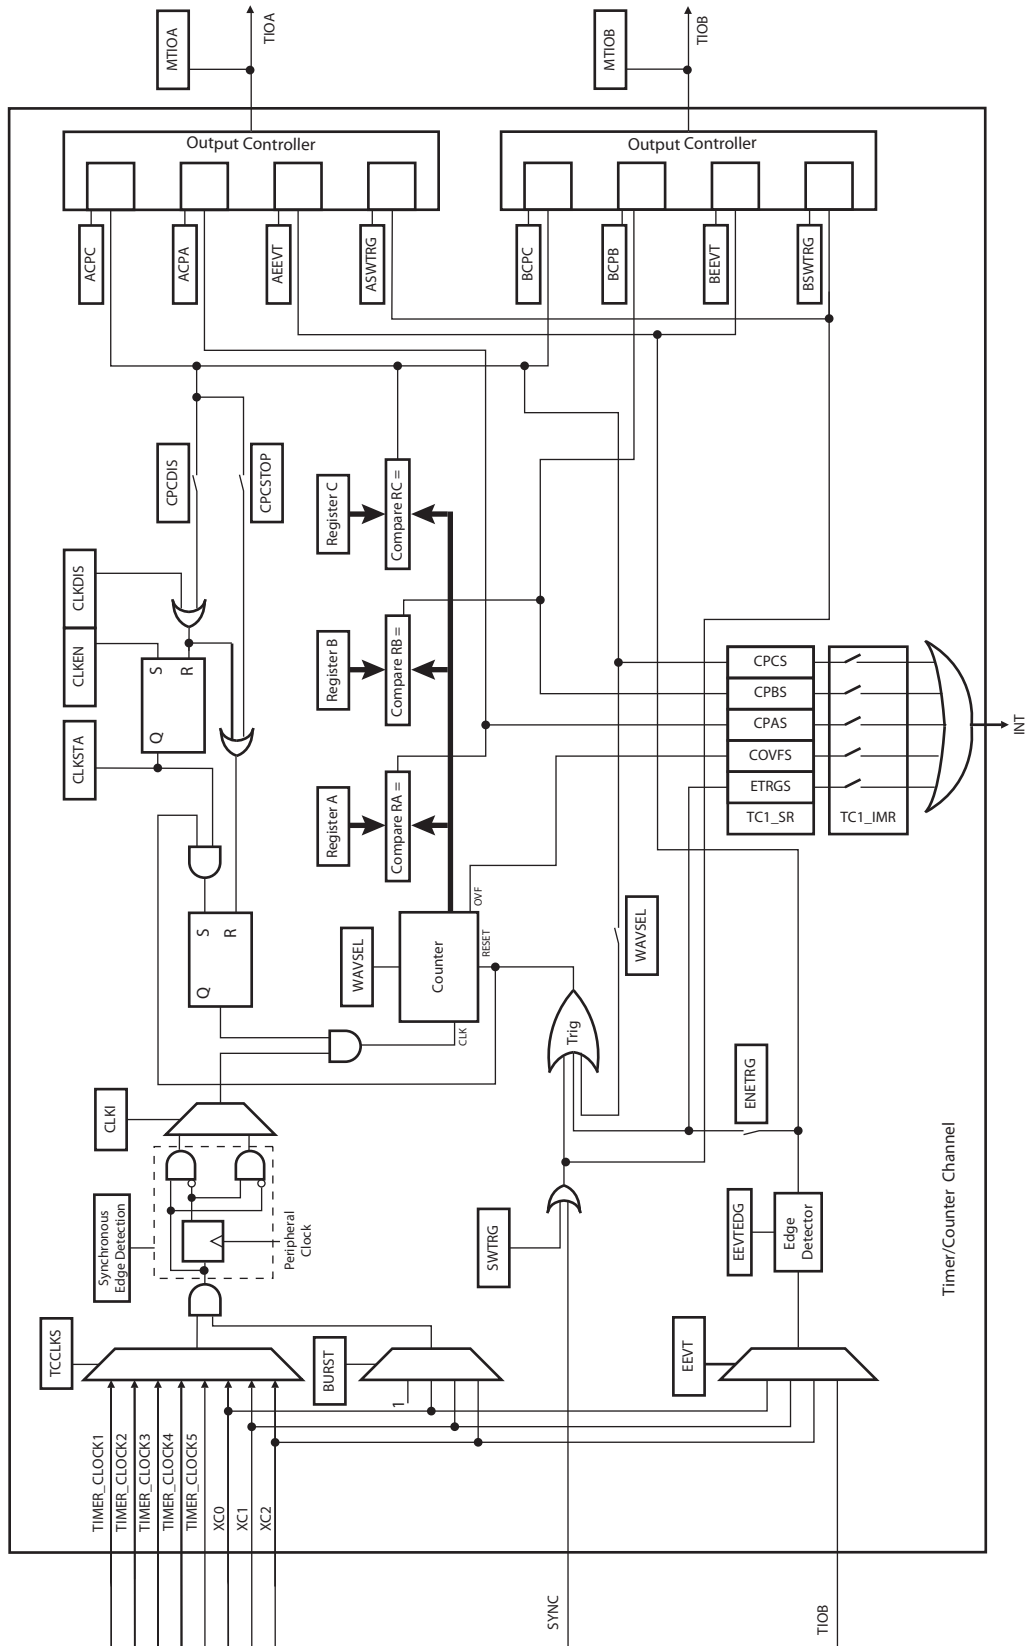 MTIOA
TIOA
MTIOB
TIOB
Output Controller
Output Controller
ACPC
ACPA
AEEVT
ASWTRG
BCPC
BCPB
BEEVT
BSWTRG
CPCDIS
CPCSTOP
Register C
Compare RC =
CLKDIS
CLKEN
CLKSTA
S
R
Q
Register B
Compare RB =
Register A
Compare RA =
CPCS
CPBS
CPAS
COVFS
ETRGS
TC1_SR
TC1_IMR
INT
S
R
Q
WAVSEL
Counter
OVF
RESET
CLK
WAVSEL
Trig
CLKI
ENETRG
Synchronous
Edge Detection
Peripheral
Clock
SWTRG
EEVTEDG
Edge
Detector
Timer/Counter Channel
TCCLKS
BURST
1
EEVT
TIMER_CLOCK1
TIMER_CLOCK2
TIMER_CLOCK3
TIMER_CLOCK4
TIMER_CLOCK5
XC0
XC1
XC2
SYNC
TIOB